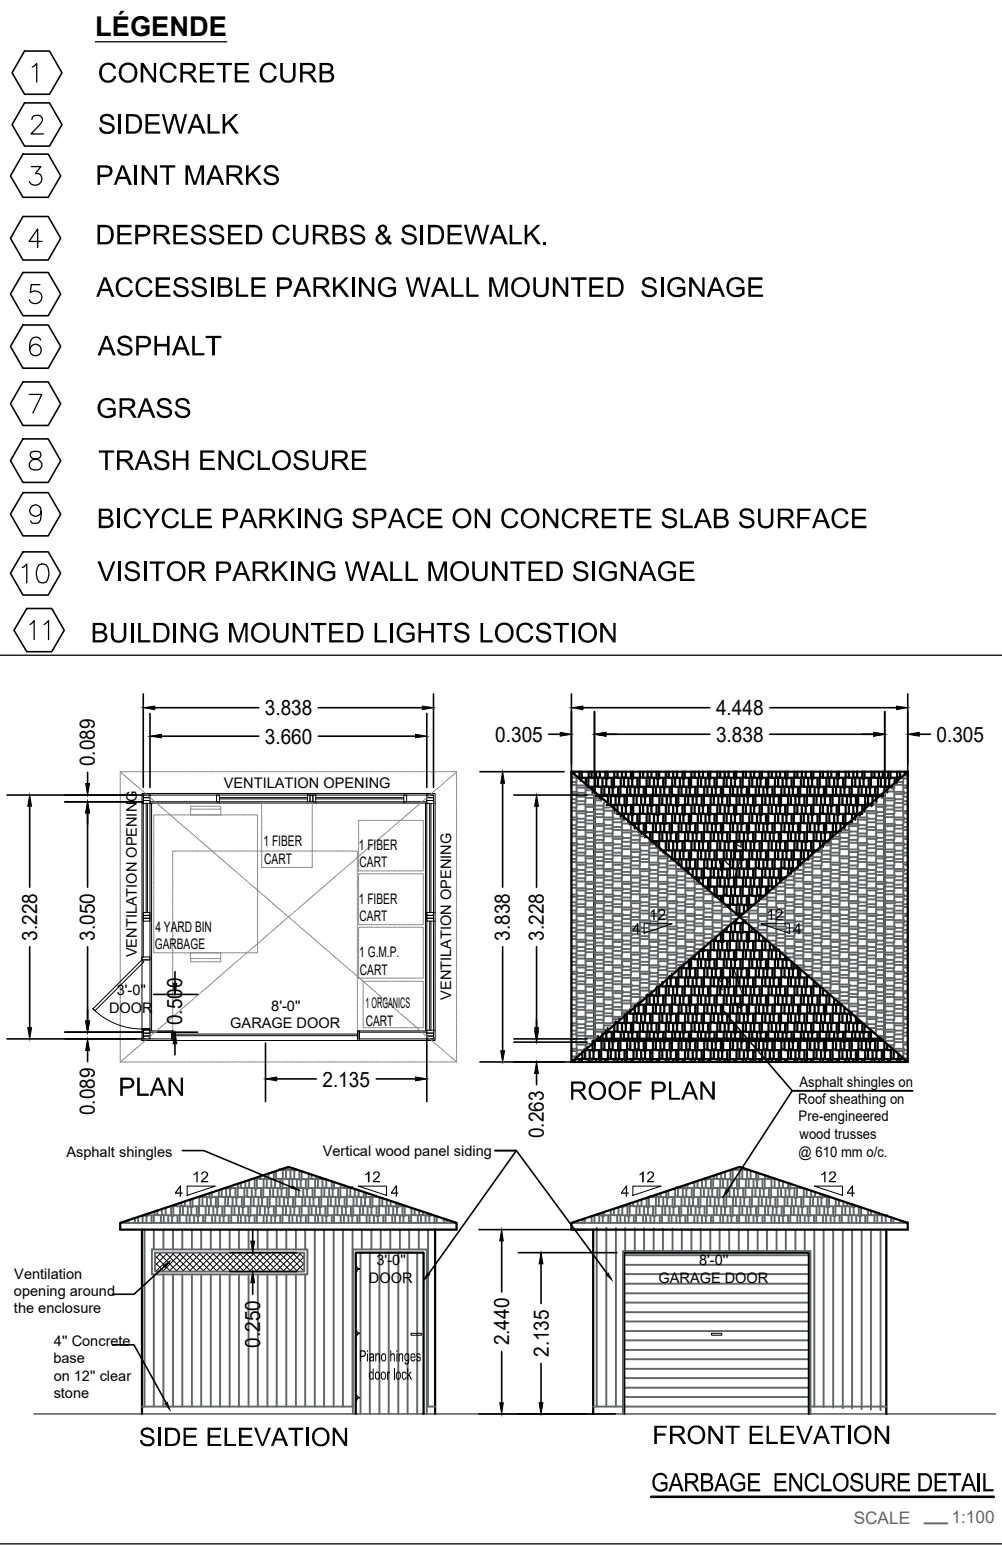 LÉGENDE
1 CONCRETE CURB
2 SIDEWALK
3 PAINT MARKS
4 DEPRESSED CURBS & SIDEWALK.
5 ACCESSIBLE PARKING WALL MOUNTED SIGNAGE
6 ASPHALT
7 GRASS
8 TRASH ENCLOSURE
9 BICYCLE PARKING SPACE ON CONCRETE SLAB SURFACE
10 VISITOR PARKING WALL MOUNTED SIGNAGE
11 BUILDING MOUNTED LIGHTS LOCSTION
3.838
3.660
0.089
VENTILATION OPENING
VENTILATION OPENING
VENTILATION OPENING
3.228
3.050
1 FIBER
CART
1 FIBER
CART
1 FIBER
CART
4 YARD BIN
GARBAGE
1 G.M.P.
CART
1 ORGANICS
CART
3'-0"
DOOR
0.500
8'-0"
GARAGE DOOR
0.089
2.135
PLAN
4.448
0.305
3.838
0.305
3.838
3.228
12
4
12
4
0.263
ROOF PLAN
Asphalt shingles on
Roof sheathing on
Pre-engineered
wood trusses
@ 610 mm o/c.
Asphalt shingles
Vertical wood panel siding
12
4
12
4
12
4
12
4
Ventilation
opening around
the enclosure
0.250
3'-0"
DOOR
4" Concrete
base
on 12" clear
stone
Piano hinges
door lock
SIDE ELEVATION
2.440
2.135
8'-0"
GARAGE DOOR
FRONT ELEVATION
GARBAGE ENCLOSURE DETAIL
SCALE 1:100